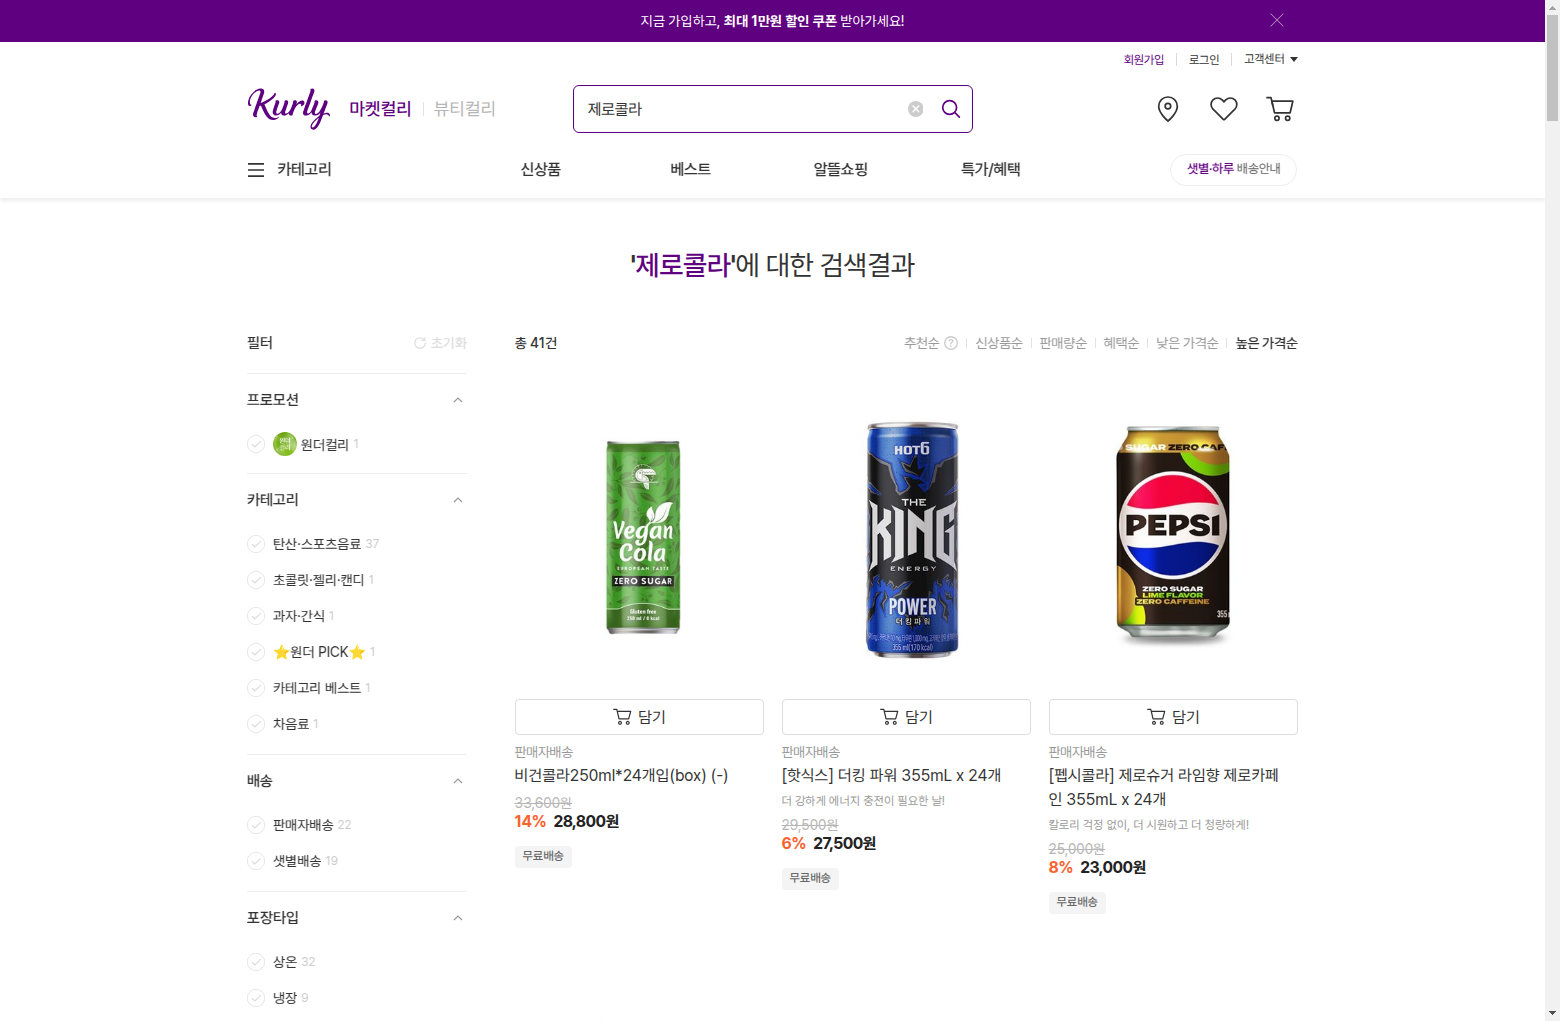 지금 가입하고, 최대 1만원 할인 쿠폰 받아가세요!
회원가입 로그인 고객센터
Kurly 마켓컬리 뷰티컬리 제로콜라
카테고리 신상품 베스트 알뜰쇼핑 특가/혜택 샛별·하루 배송안내
'제로콜라'에 대한 검색결과
필터 초기화
총 41건 추천순 ? 신상품순 판매량순 혜택순 낮은 가격순 높은 가격순
프로모션
원더컬리 1
카테고리
탄산·스포츠음료 37
초콜릿·젤리·캔디 1
과자·간식 1
⭐원더 PICK⭐ 1
카테고리 베스트 1
차음료 1
배송
판매자배송 22
샛별배송 19
포장타입
상온 32
냉장 9
Vegan
Cola
EUROPEAN TASTE
ZERO SUGAR
Gluten free
담기
판매자배송
비건콜라250ml*24개입(box) (-)
33,600원
14% 28,800원
무료배송
HOT6
THE
KING
ENERGY
POWER
더킹파워
355 ml(170 kcal)
담기
판매자배송
[핫식스] 더킹 파워 355mL x 24개
더 강하게 에너지 충전이 필요한 날!
29,500원
6% 27,500원
무료배송
SUGAR ZERO CAF
PEPSI
ZERO SUGAR
LIME FLAVOR
ZERO CAFFEINE
담기
판매자배송
[펩시콜라] 제로슈거 라임향 제로카페
인 355mL x 24개
칼로리 걱정 없이, 더 시원하고 더 청량하게!
25,000원
8% 23,000원
무료배송